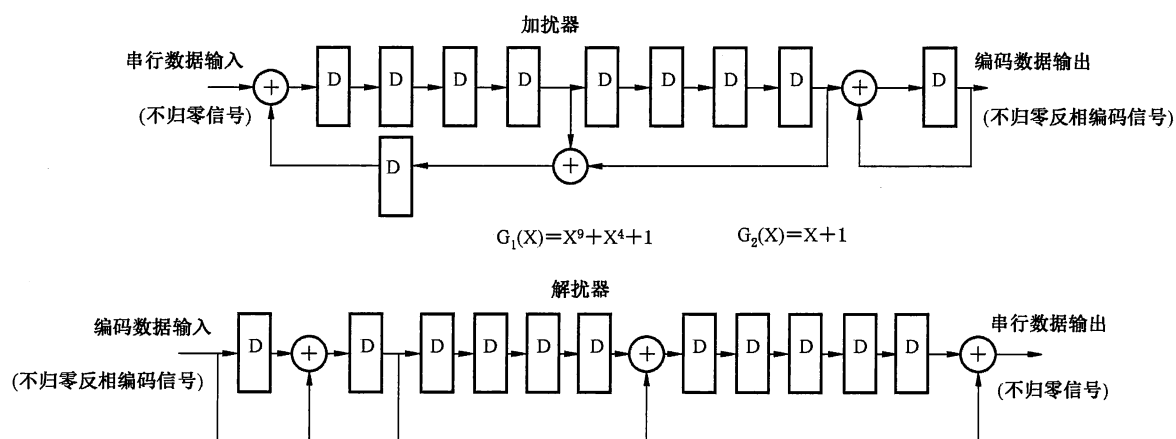 加扰器
串行数据输入
(不归零信号)
D D D D D D D D D
编码数据输出
(不归零反相编码信号)
D
G₁(X)=X⁹+X⁴+1
G₂(X)=X+1
解扰器
编码数据输入
(不归零反相编码信号)
D D D D D D D D D D
串行数据输出
(不归零信号)